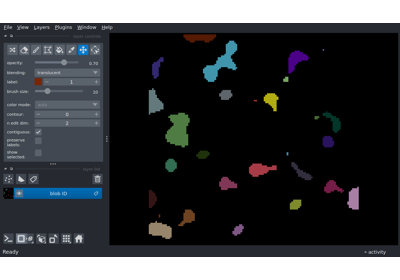 File View Layers Plugins Window Help
opacity: 0.70
blending: translucent
label: 1
brush size: 10
color mode:
contour: 0
n edit dim: 2
contiguous:
preserve
labels:
show
selected:
blob ID
Ready
activity